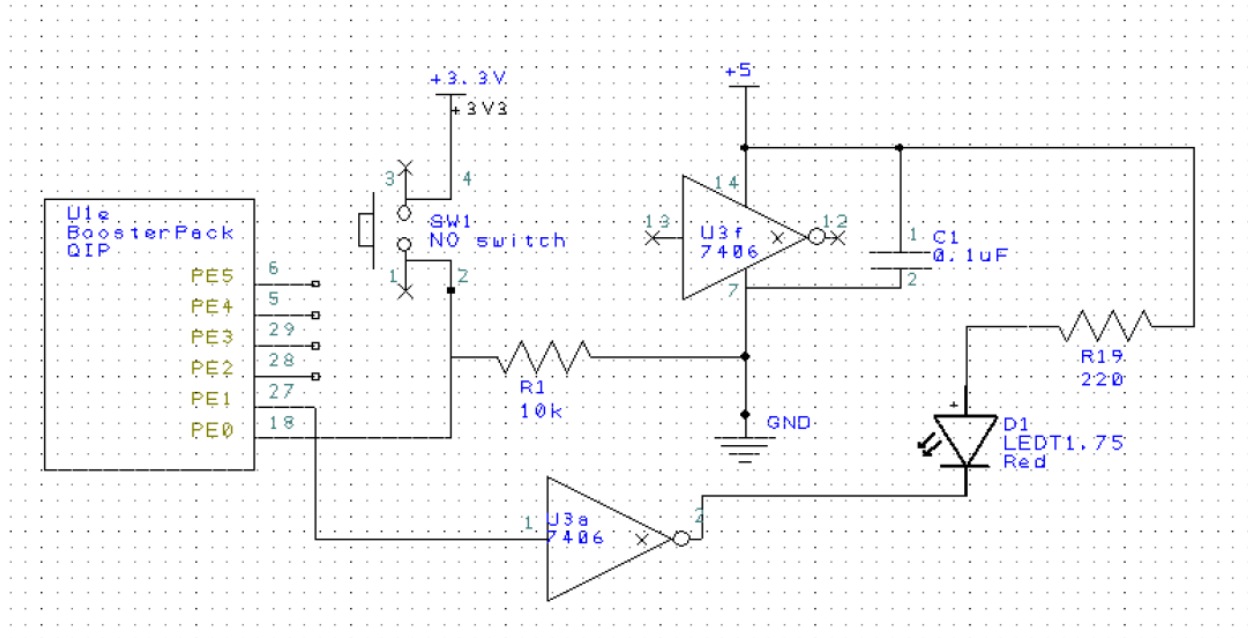 +3.3V
+3V3
+5
3
4
SW1
NO switch
1
2
U1e
BoosterPack
QIP
PE5 6
PE4 5
PE3 29
PE2 28
PE1 27
PE0 18
14
13
12
U3f
7406
7
1
C1
0.1uF
2
R1
10k
GND
R19
220
+
D1
LEDT1.75
Red
1
U3a
7406
2